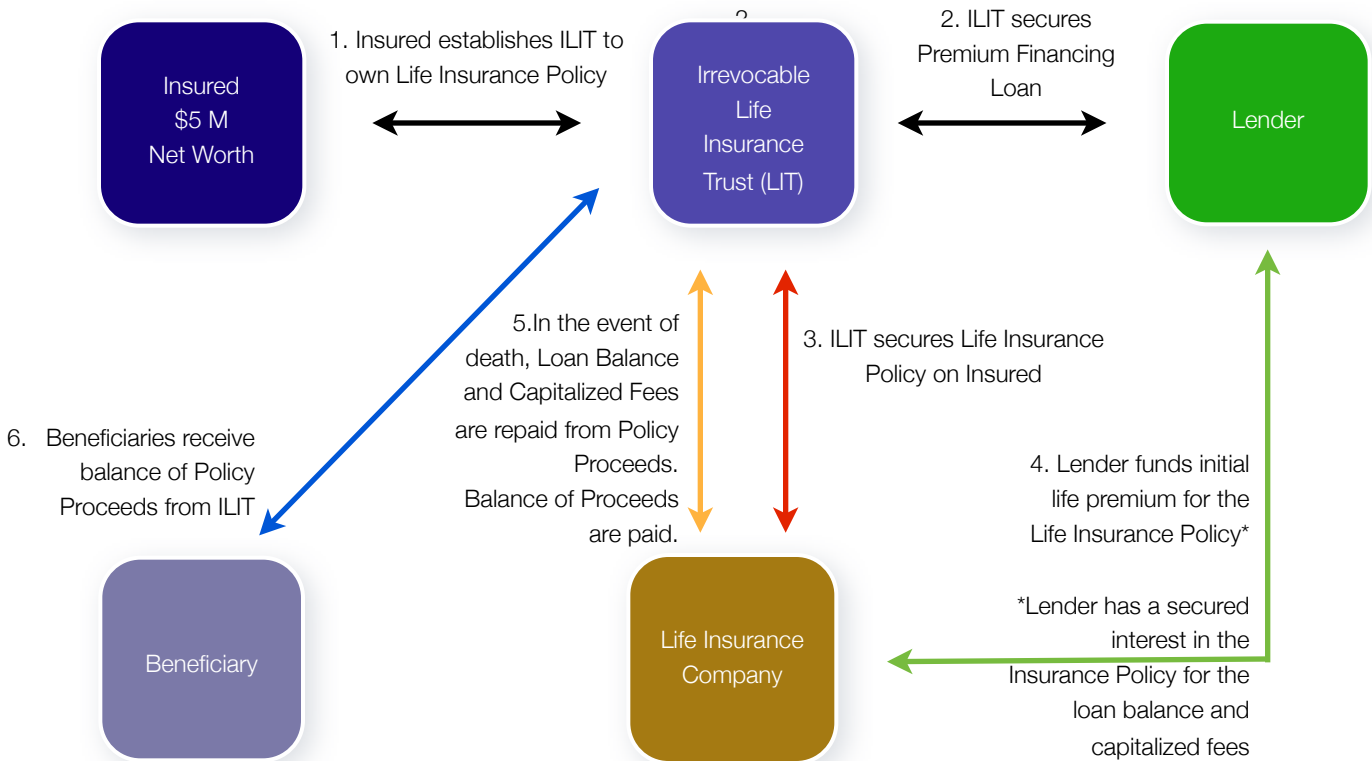 Insured
$5 M
Net Worth
1. Insured establishes ILIT to
own Life Insurance Policy
Irrevocable
Life
Insurance
Trust (LIT)
2. ILIT secures
Premium Financing
Loan
Lender
5.In the event of
death, Loan Balance
and Capitalized Fees
are repaid from Policy
Proceeds.
Balance of Proceeds
are paid.
3. ILIT secures Life Insurance
Policy on Insured
6. Beneficiaries receive
balance of Policy
Proceeds from ILIT
4. Lender funds initial
life premium for the
Life Insurance Policy*
*Lender has a secured
interest in the
Insurance Policy for the
loan balance and
capitalized fees
Beneficiary
Life Insurance
Company